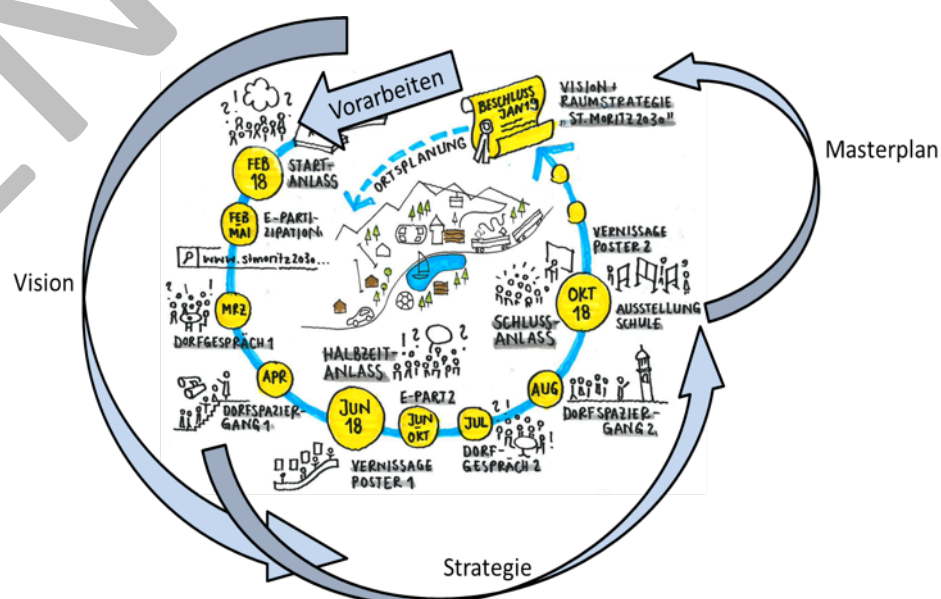 Vorarbeiten
BESCHLUSS
JAN 19
VISION +
RAUMSTRATEGIE
"ST. MORITZ 2030"
ORTSPLANUNG
Masterplan
FEB
18
START-
ANLASS
FEB
MAI
E-PARTI-
ZIPATION
www.stmoritz2030...
Vision
MRZ
DORFGESPRÄCH 1
APR
DORFSPAZIER-
GANG 1
HALBZEIT-
ANLASS
JUN
18
VERNISSAGE
POSTER 1
E-PART 2
JUN
OKT
JUL
DORF-
GESPRÄCH 2
AUG
DORFSPAZIER-
GANG 2
OKT
18
SCHLUSS-
ANLASS
VERNISSAGE
POSTER 2
AUSSTELLUNG
SCHULE
Strategie